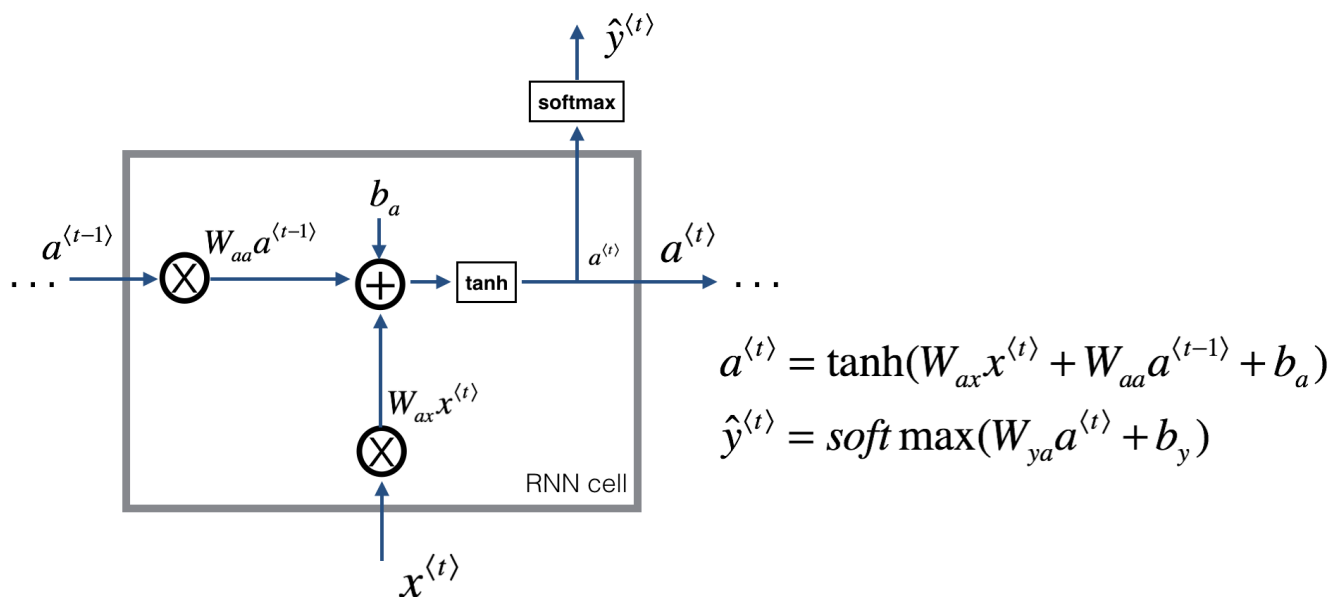 ŷ⟨t⟩
softmax
b_a
a⟨t−1⟩
W_aa a⟨t−1⟩
a⟨t⟩
a⟨t⟩
. . .
+
tanh
. . .
a⟨t⟩ = tanh(W_ax x⟨t⟩ + W_aa a⟨t−1⟩ + b_a)
W_ax x⟨t⟩
ŷ⟨t⟩ = soft max(W_ya a⟨t⟩ + b_y)
RNN cell
x⟨t⟩